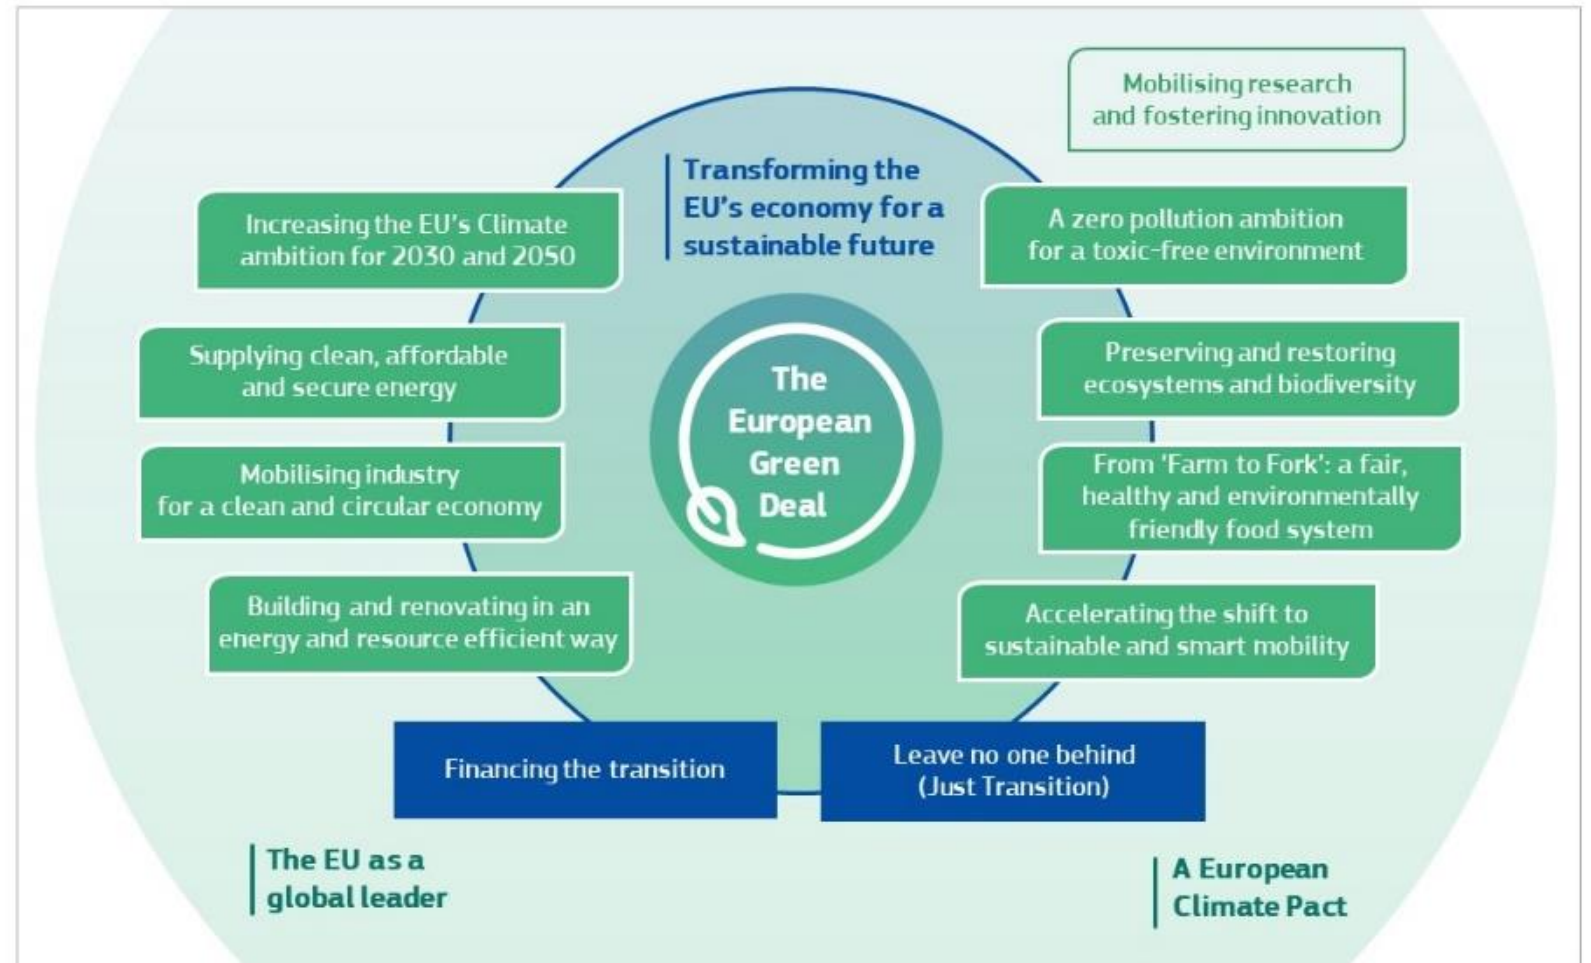 Mobilising research
and fostering innovation
Transforming the
EU's economy for a
sustainable future
Increasing the EU's Climate
ambition for 2030 and 2050
A zero pollution ambition
for a toxic-free environment
Supplying clean, affordable
and secure energy
Preserving and restoring
ecosystems and biodiversity
The
European
Green
Deal
Mobilising industry
for a clean and circular economy
From 'Farm to Fork': a fair,
healthy and environmentally
friendly food system
Building and renovating in an
energy and resource efficient way
Accelerating the shift to
sustainable and smart mobility
Financing the transition
Leave no one behind
(Just Transition)
The EU as a
global leader
A European
Climate Pact